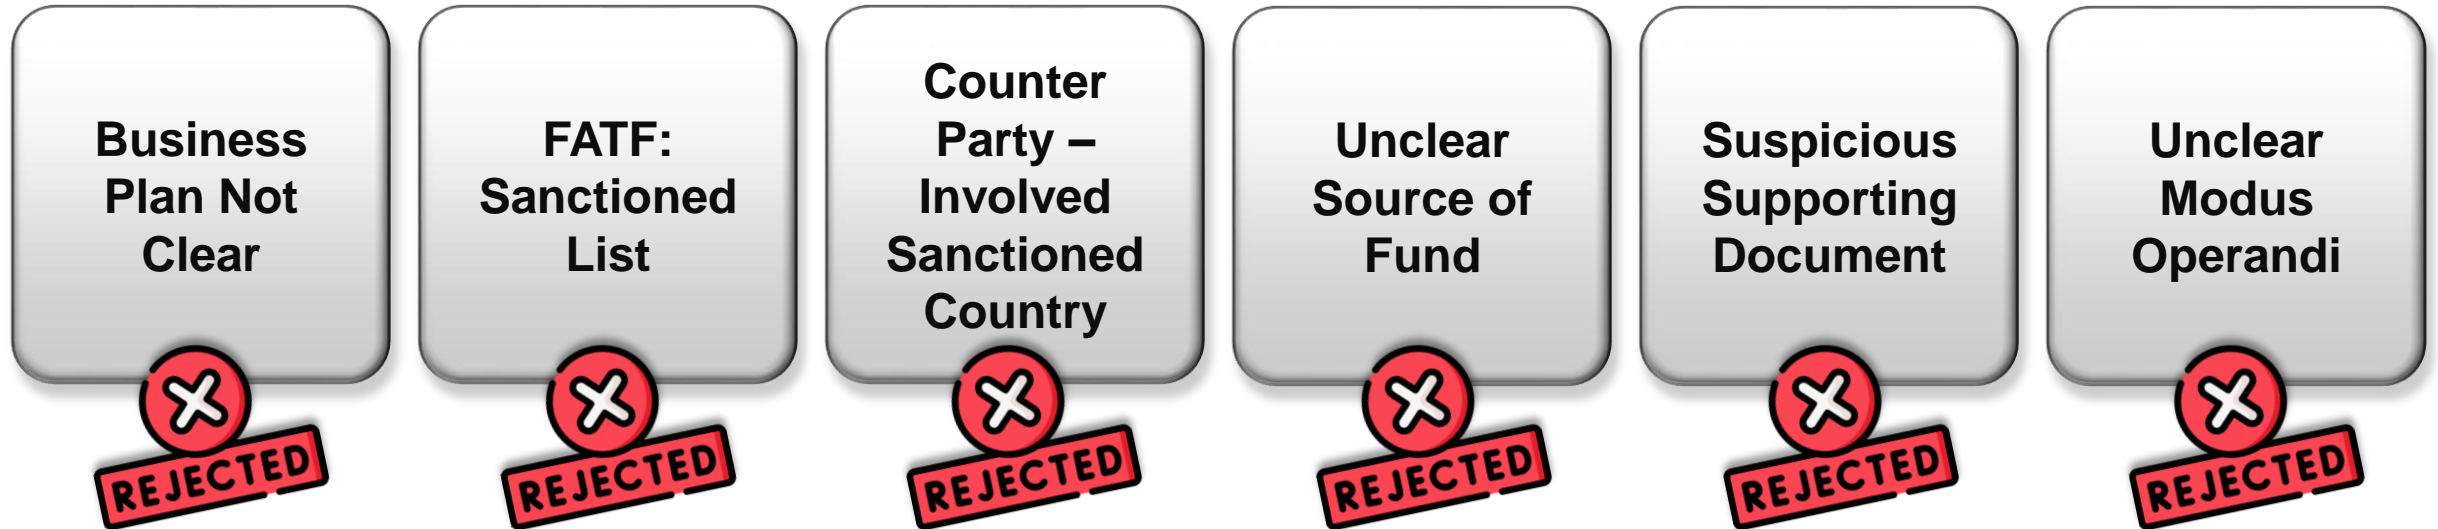 Business
Plan Not
Clear
REJECTED
FATF:
Sanctioned
List
REJECTED
Counter
Party –
Involved
Sanctioned
Country
REJECTED
Unclear
Source of
Fund
REJECTED
Suspicious
Supporting
Document
REJECTED
Unclear
Modus
Operandi
REJECTED